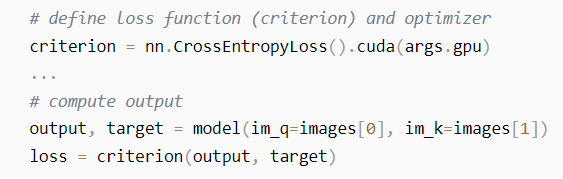 # define loss function (criterion) and optimizer
criterion = nn.CrossEntropyLoss().cuda(args.gpu)
...
# compute output
output, target = model(im_q=images[0], im_k=images[1])
loss = criterion(output, target)